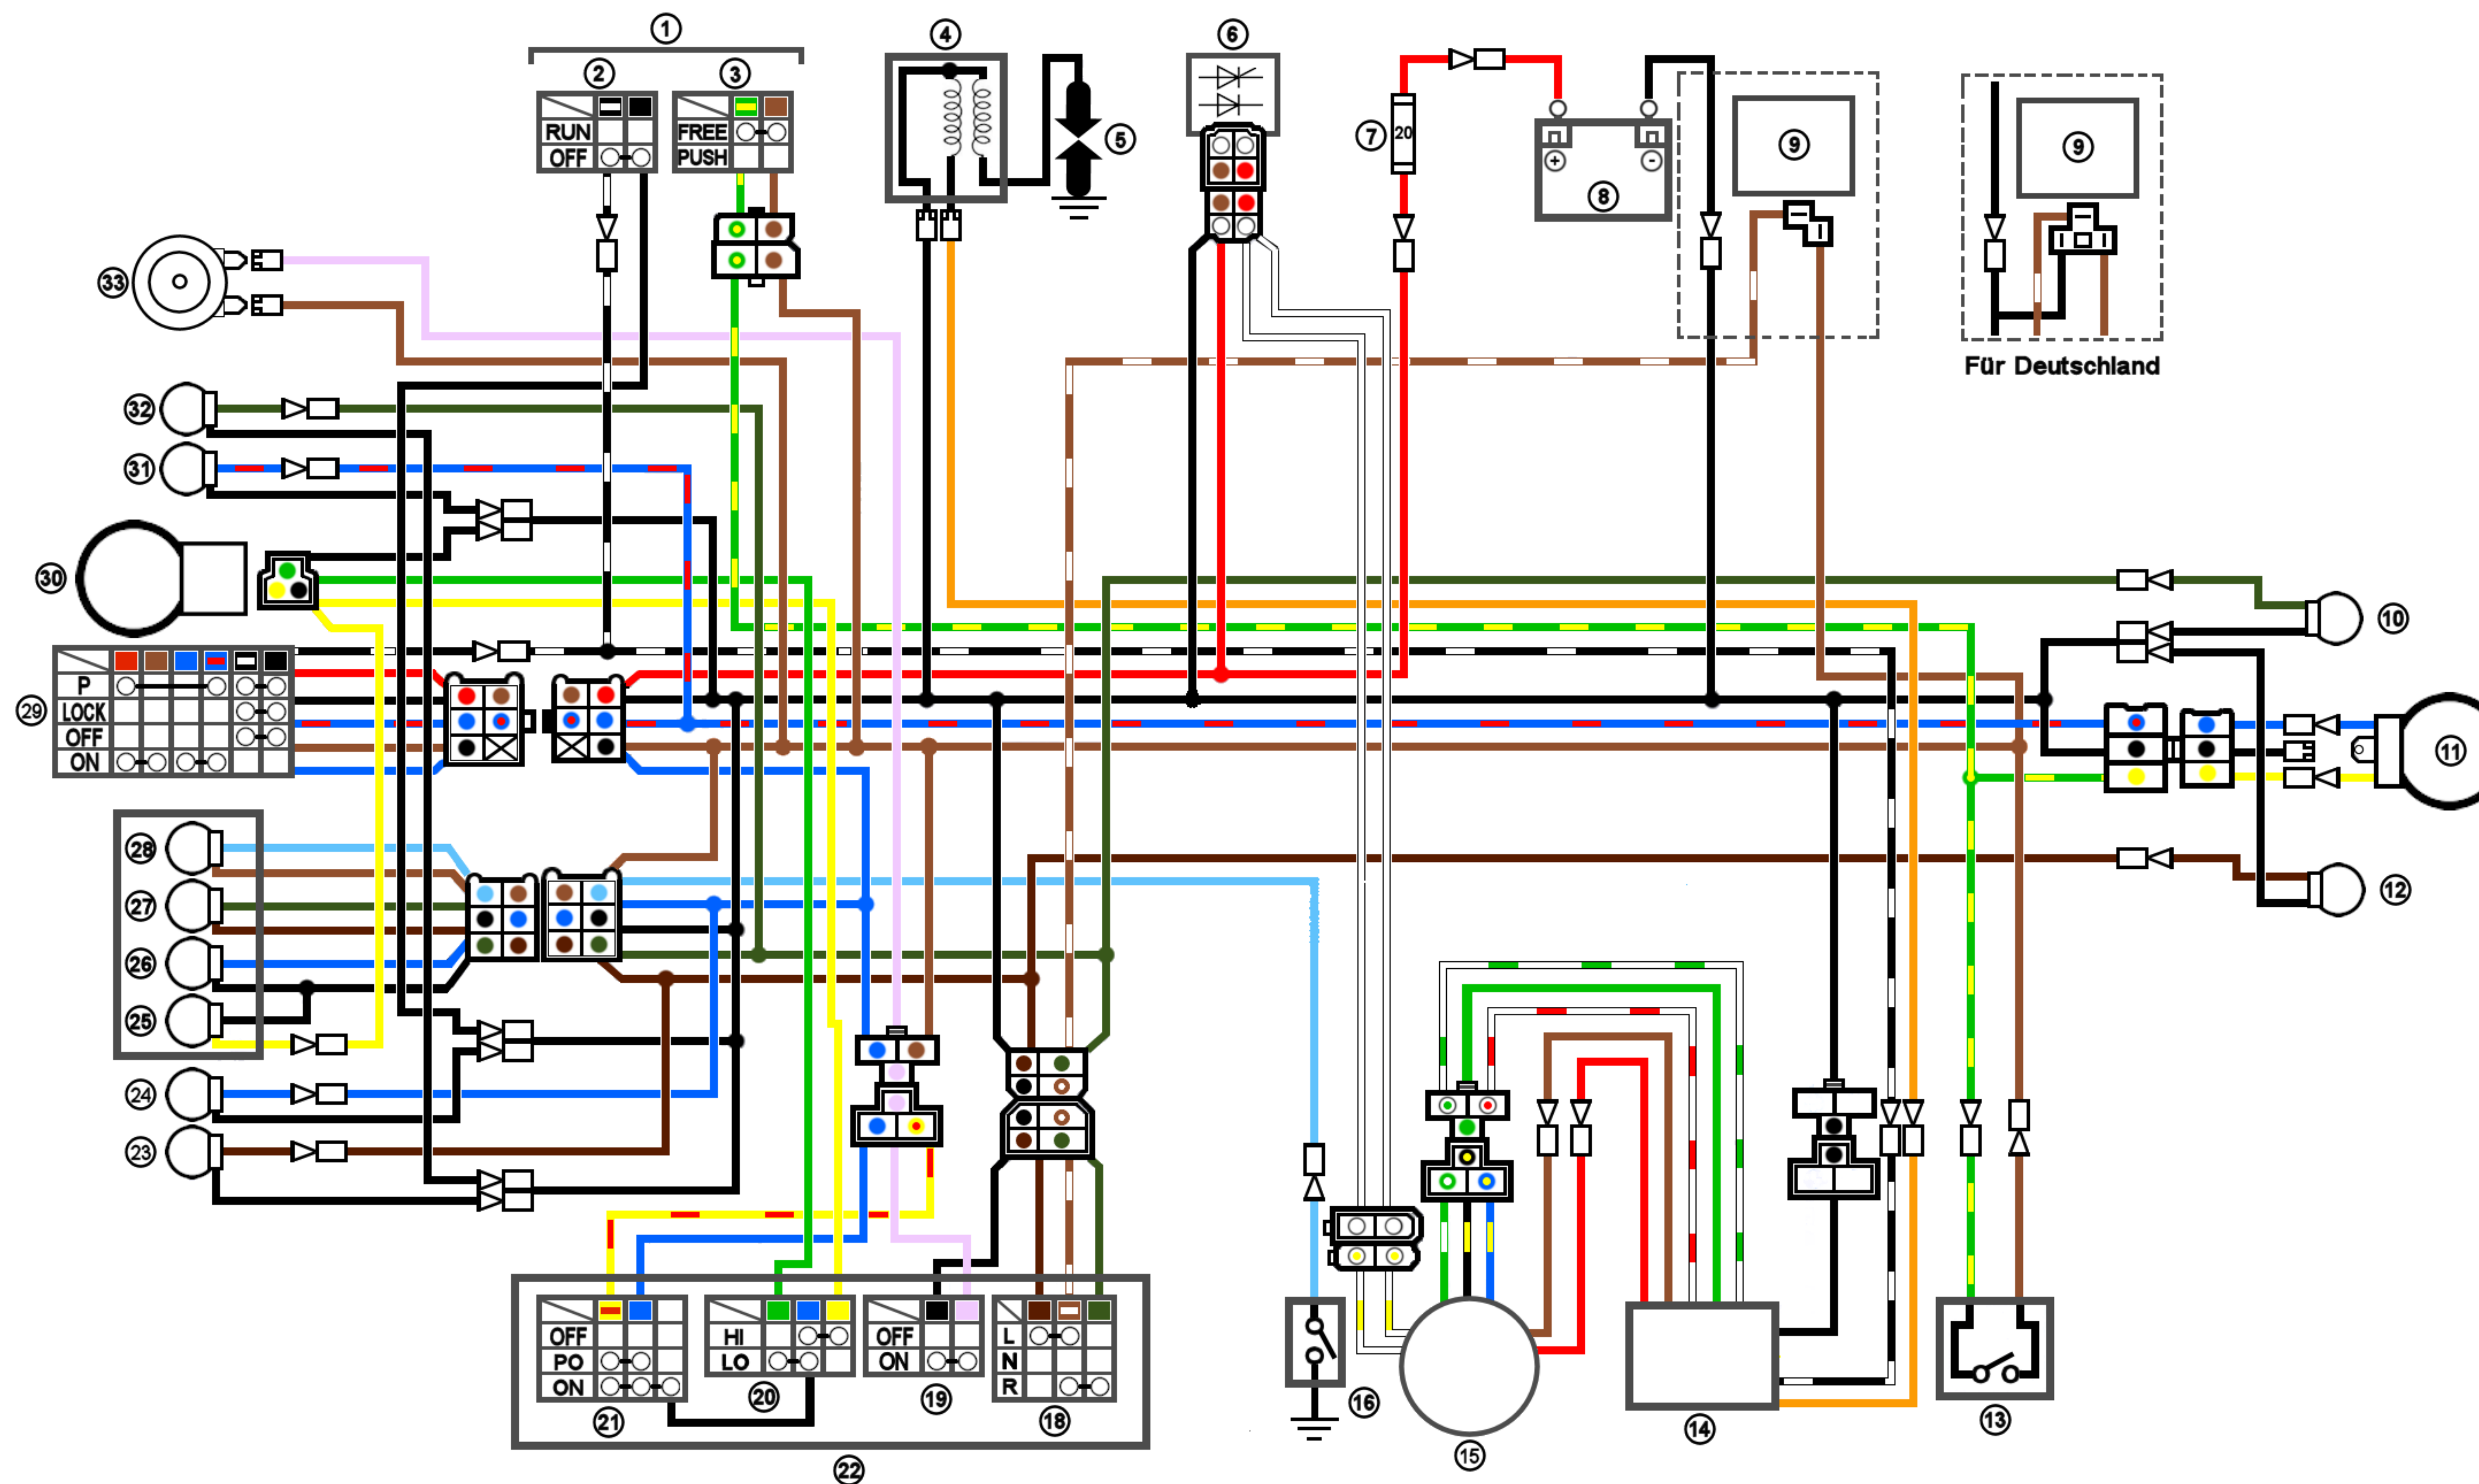 ①
② ③
RUN
OFF
FREE
PUSH
④
⑤
⑥
⑦ 20
+ -
⑧
⑨
⑨
Für Deutschland
㉝
㉜
㉛
㉚
㉙
P
LOCK
OFF
ON
⑩
⑪
⑫
㉘
㉗
㉖
㉕
㉔
㉓
OFF
PO
ON
㉑
HI
LO
⑳
OFF
ON
⑲
L
N
R
⑱
㉒
⑯
⑮
⑭
⑬